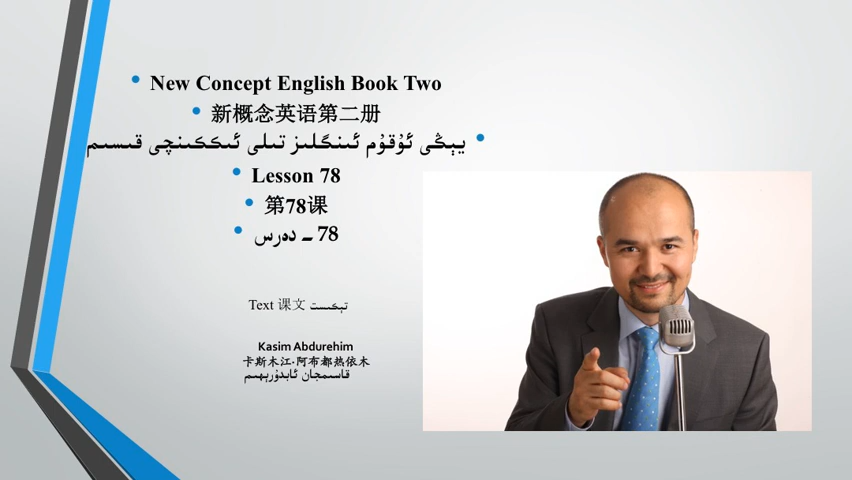 New Concept English Book Two
新概念英语第二册
يېڭى ئۇقۇم ئىنگلىز تىلى ئىككىنچى قىسىم
Lesson 78
第78课
78 ـ دەرس
Text 课文 تېكىست
Kasim Abdurehim
卡斯木江·阿布都热依木
قاسىمجان ئابدۇرېھىم